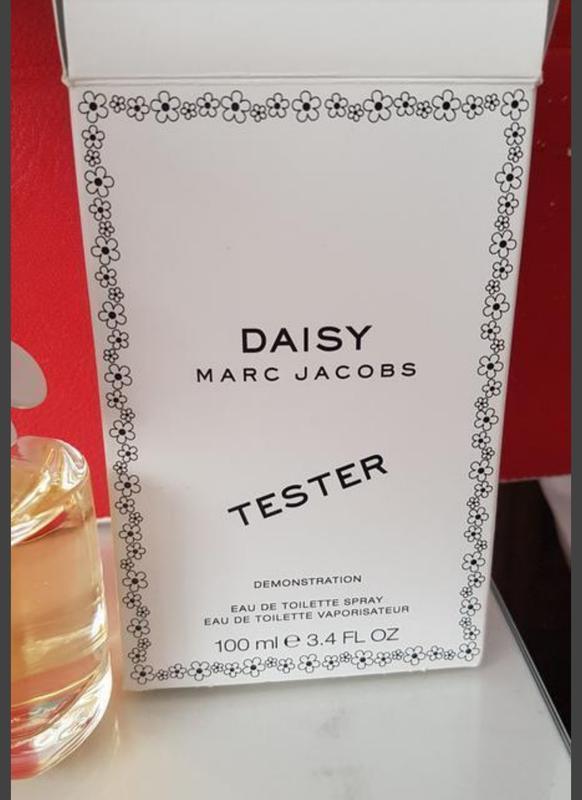 DAISY
MARC JACOBS
TESTER
DEMONSTRATION
EAU DE TOILETTE SPRAY
EAU DE TOILETTE VAPORISATEUR
100 ml ℮ 3.4 FL OZ